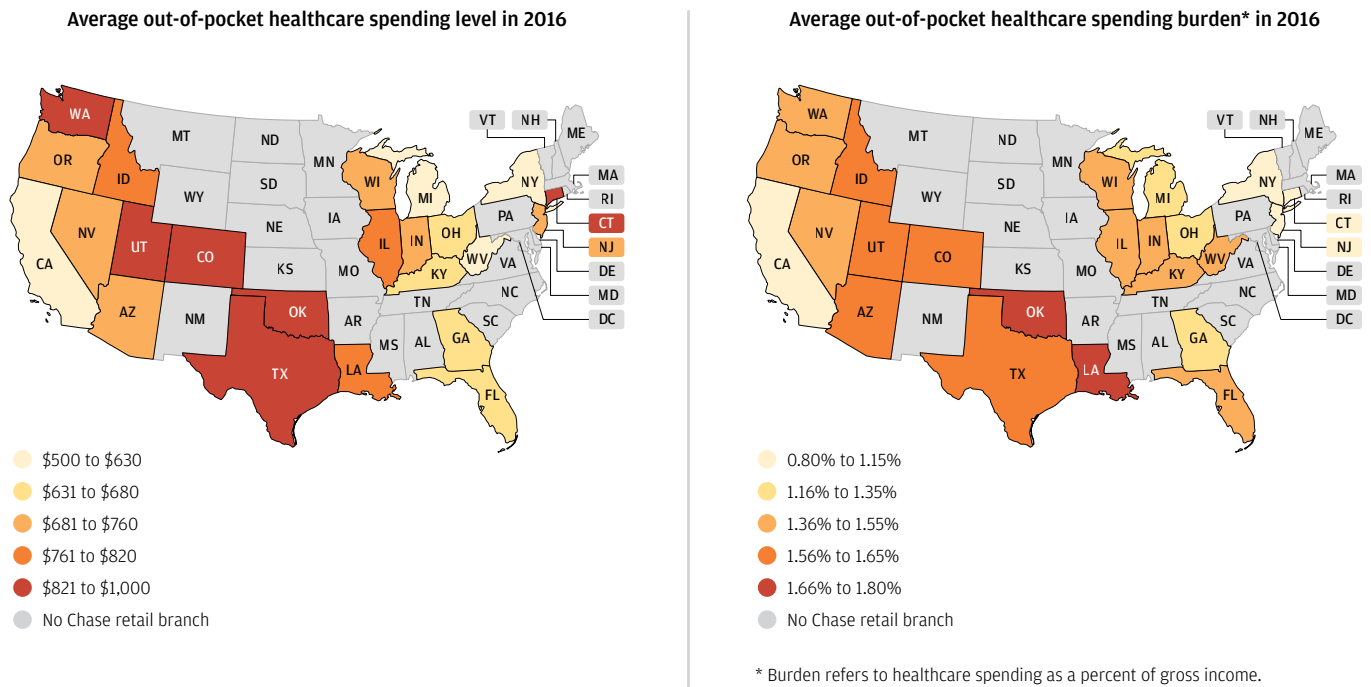 Average out-of-pocket healthcare spending level in 2016
WA
MT
ND
MN
OR
ID
WY
SD
WI
MI
NY
VT
NH
ME
MA
RI
CT
NJ
DE
MD
DC
NV
UT
CO
NE
IA
IL
IN
OH
PA
CA
KS
MO
KY
WV
VA
AZ
NM
OK
AR
TN
NC
SC
TX
LA
MS
AL
GA
FL
$500 to $630
$631 to $680
$681 to $760
$761 to $820
$821 to $1,000
No Chase retail branch
Average out-of-pocket healthcare spending burden* in 2016
WA
MT
ND
MN
OR
ID
WY
SD
WI
MI
NY
VT
NH
ME
MA
RI
CT
NJ
DE
MD
DC
NV
UT
CO
NE
IA
IL
IN
OH
PA
CA
KS
MO
KY
WV
VA
AZ
NM
OK
AR
TN
NC
SC
TX
LA
MS
AL
GA
FL
0.80% to 1.15%
1.16% to 1.35%
1.36% to 1.55%
1.56% to 1.65%
1.66% to 1.80%
No Chase retail branch
* Burden refers to healthcare spending as a percent of gross income.